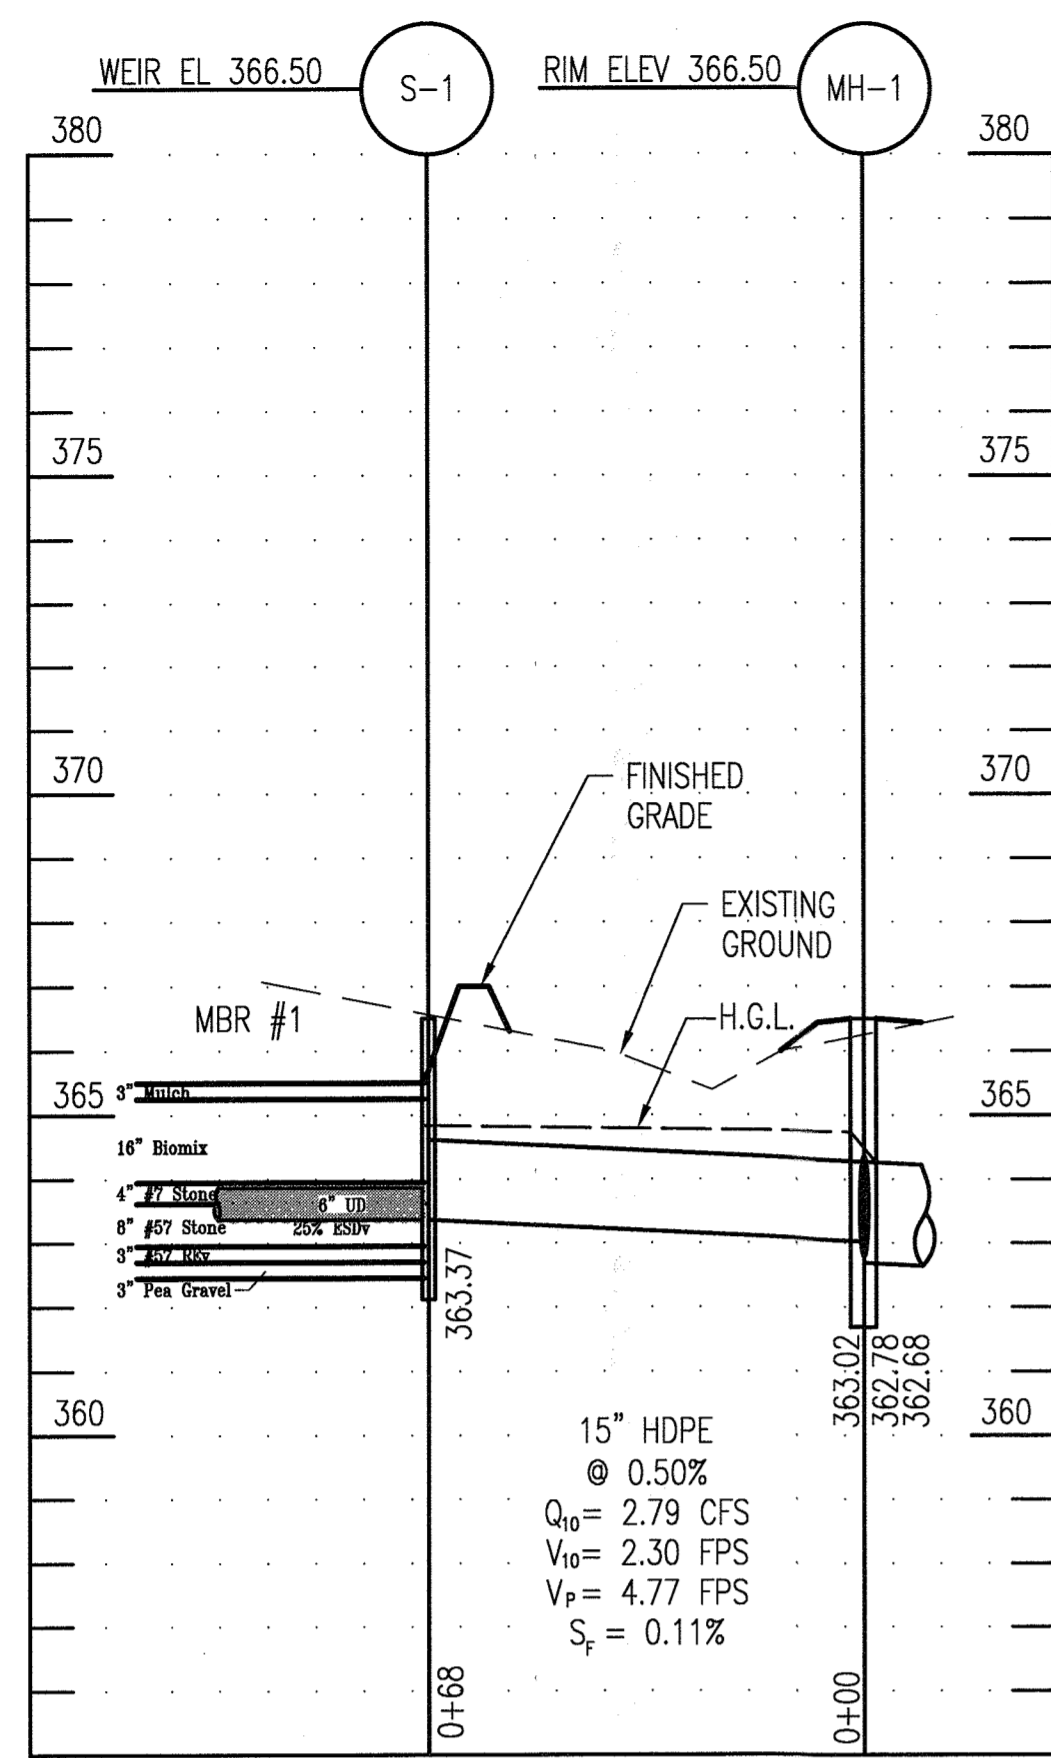 WEIR EL 366.50
S-1
RIM ELEV 366.50
MH-1
380
380
375
375
370
370
FINISHED
GRADE
EXISTING
GROUND
H.G.L.
MBR #1
365
365
3" Mulch
16" Biomix
4" #7 Stone
6" UD
8" #57 Stone
25% ESDv
3" #57 REv
3" Pea Gravel
363.37
363.02
362.78
362.68
360
360
15" HDPE
@ 0.50%
Q10= 2.79 CFS
V10= 2.30 FPS
VP= 4.77 FPS
SF= 0.11%
0+68
0+00